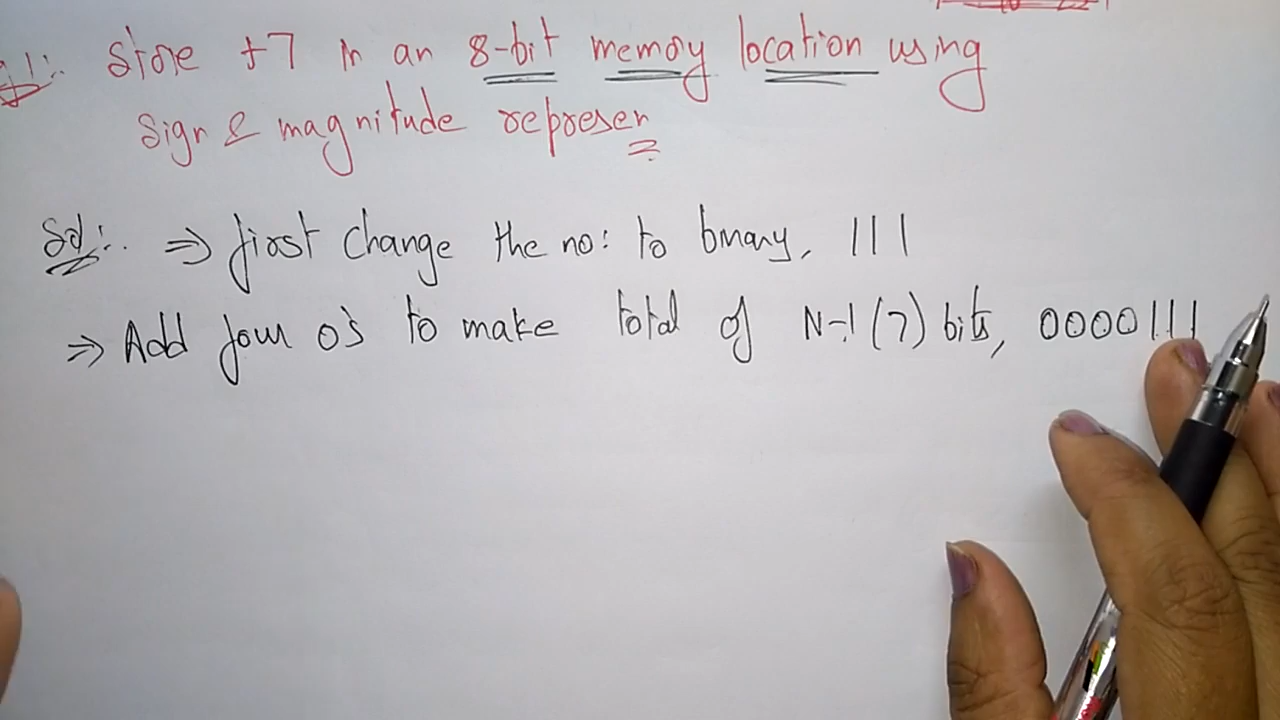 Store +7 in an 8-bit memory location using
Sign & magnitude represen
Sol:. ⇒ first change the no: to binary, 111
⇒ Add four 0's to make total of N-1 (7) bits, 0000111